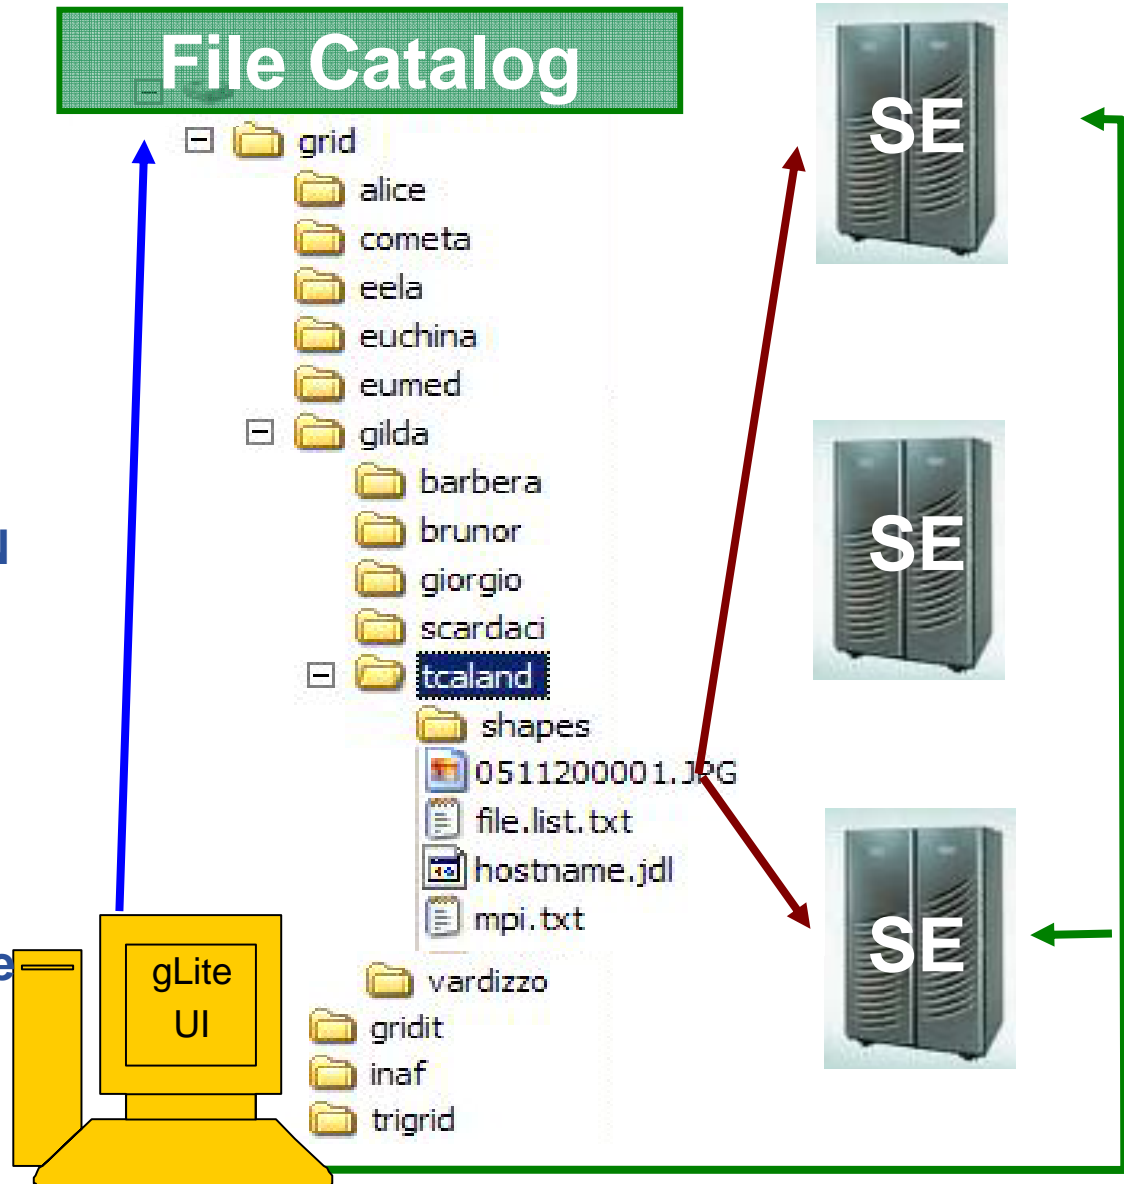 File Catalog
grid
alice
cometa
eela
euchina
eumed
gilda
barbera
brunor
giorgio
scardaci
tcaland
shapes
0511200001.JPG
file.list.txt
hostname.jdl
mpi.txt
vardizzo
gridit
inaf
trigrid
gLite
UI
e
SE
SE
SE